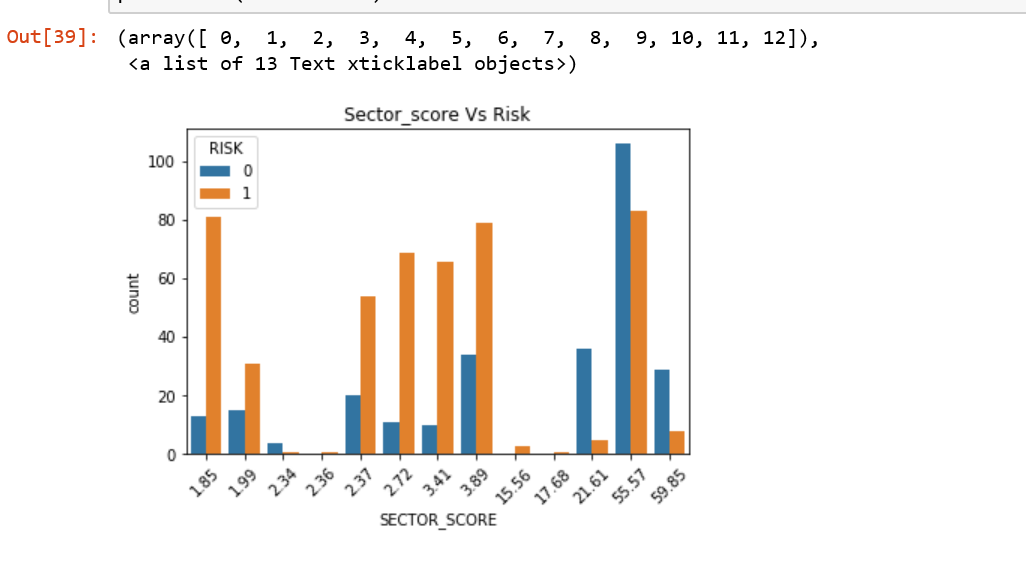 Out[39]: (array([ 0, 1, 2, 3, 4, 5, 6, 7, 8, 9, 10, 11, 12]),
<a list of 13 Text xticklabel objects>)
Sector_score Vs Risk
RISK
0
1
100
80
60
40
20
0
count
1.85 1.99 2.34 2.36 2.37 2.72 3.41 3.89 15.56 17.68 21.61 55.57 59.85
SECTOR_SCORE